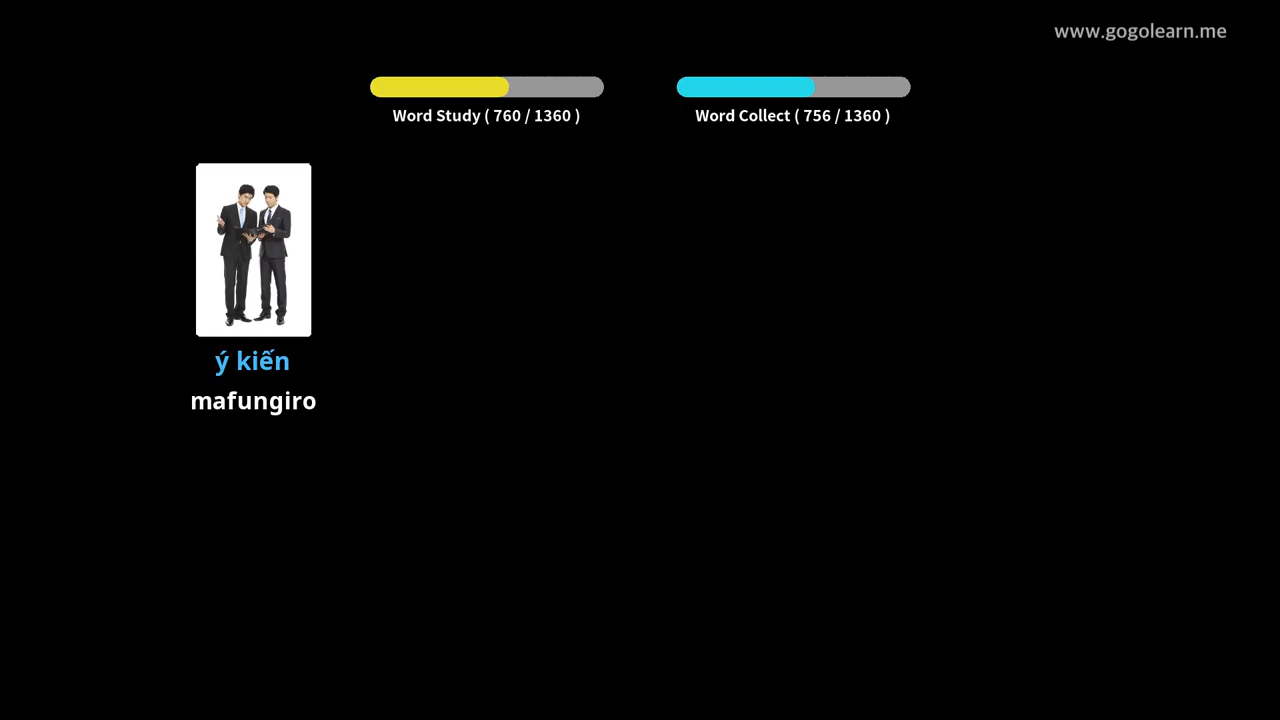 www.gogolearn.me
Word Study ( 760 / 1360 )
Word Collect ( 756 / 1360 )
ý kiến
mafungiro